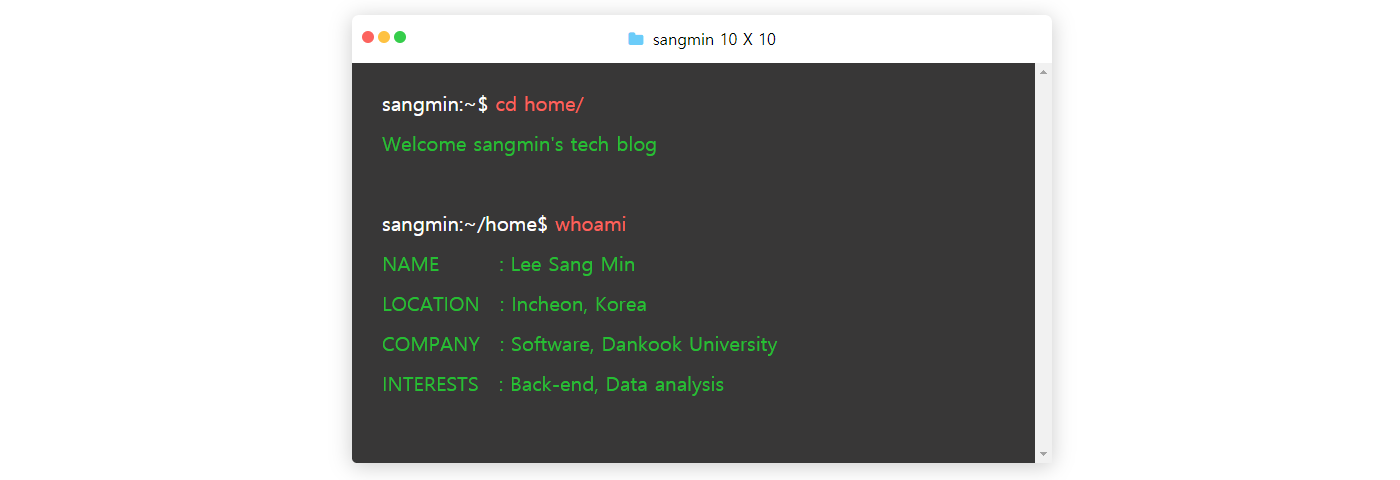 sangmin 10 X 10
sangmin:~$ cd home/
Welcome sangmin's tech blog
sangmin:~/home$ whoami
NAME : Lee Sang Min
LOCATION : Incheon, Korea
COMPANY : Software, Dankook University
INTERESTS : Back-end, Data analysis